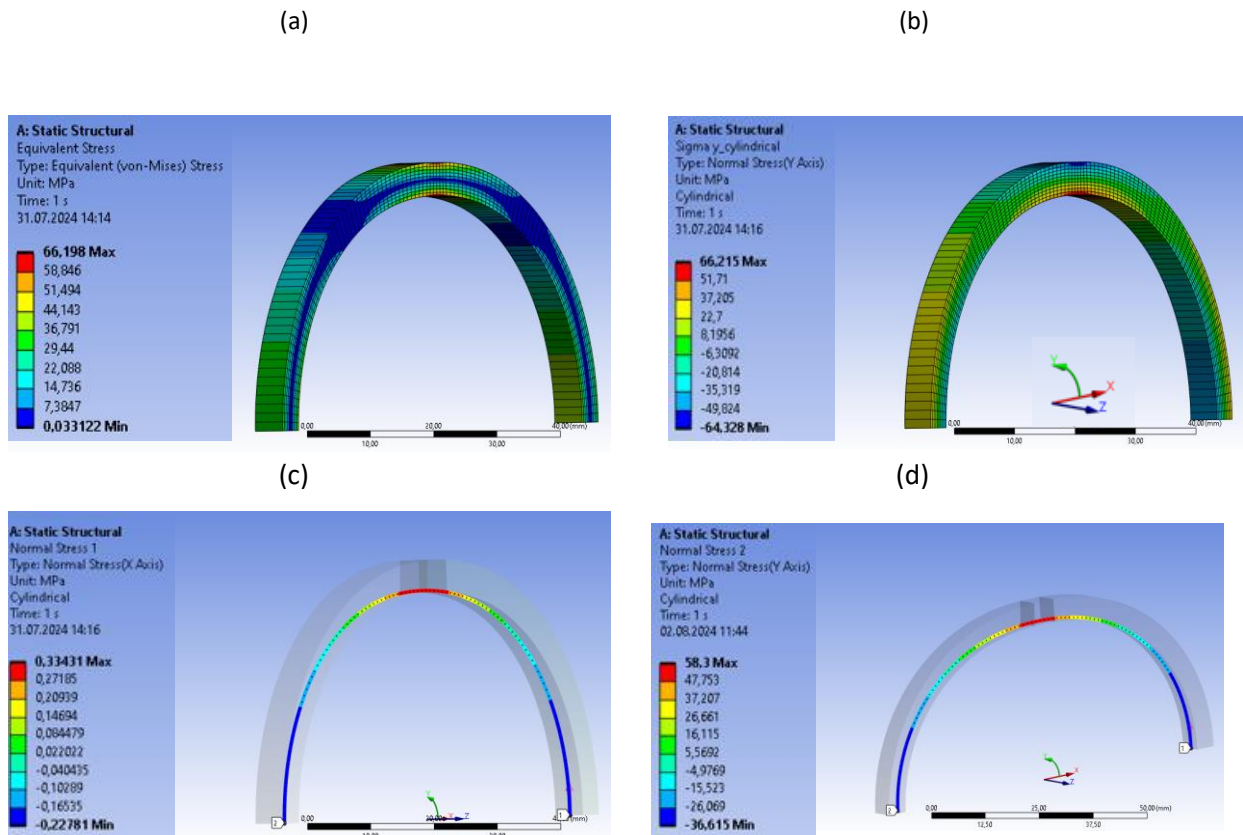 (a)
(b)
A: Static Structural
Equivalent Stress
Type: Equivalent (von-Mises) Stress
Unit: MPa
Time: 1 s
31.07.2024 14:14
66,198 Max
58,846
51,494
44,143
36,791
29,44
22,088
14,736
7,3847
0,033122 Min
0,00
20,00
40,00 (mm)
10,00
30,00
A: Static Structural
Sigma y_cylindrical
Type: Normal Stress(Y Axis)
Unit: MPa
Cylindrical
Time: 1 s
31.07.2024 14:16
66,215 Max
51,71
37,205
22,7
8,1956
-6,3092
-20,814
-35,319
-49,824
-64,328 Min
Y
X
Z
0,00
20,00
40,00 (mm)
10,00
30,00
(c)
(d)
A: Static Structural
Normal Stress 1
Type: Normal Stress(X Axis)
Unit: MPa
Cylindrical
Time: 1 s
31.07.2024 14:16
0,33431 Max
0,27185
0,20939
0,14694
0,084479
0,022022
-0,040435
-0,10289
-0,16535
-0,22781 Min
2
1
Y
Z
0,00
A: Static Structural
Normal Stress 2
Type: Normal Stress(Y Axis)
Unit: MPa
Cylindrical
Time: 1 s
02.08.2024 11:44
58,3 Max
47,753
37,207
26,661
16,115
5,5692
-4,9769
-15,523
-26,069
-36,615 Min
2
1
X
Z
0,00
25,00
50,00 (mm)
12,50
37,50